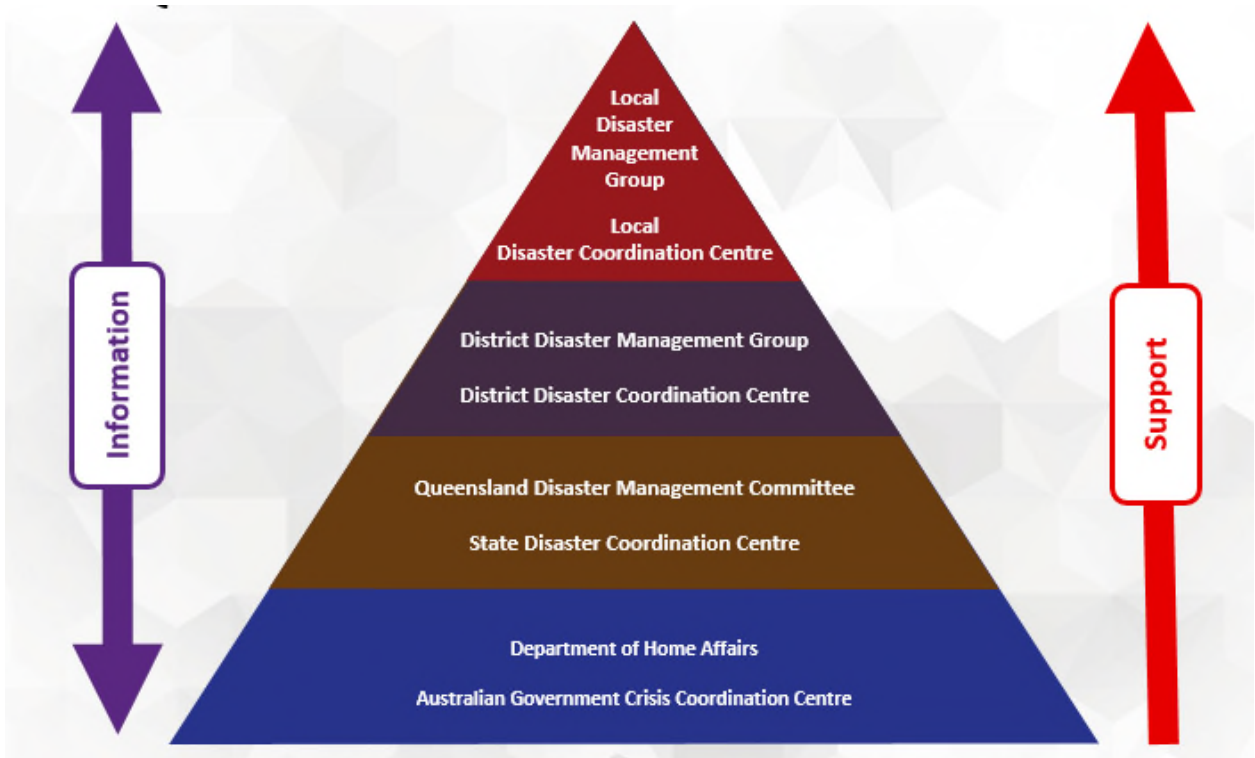 Local
Disaster
Management
Group
Local
Disaster Coordination Centre
District Disaster Management Group
District Disaster Coordination Centre
Queensland Disaster Management Committee
State Disaster Coordination Centre
Department of Home Affairs
Australian Government Crisis Coordination Centre
Information
Support